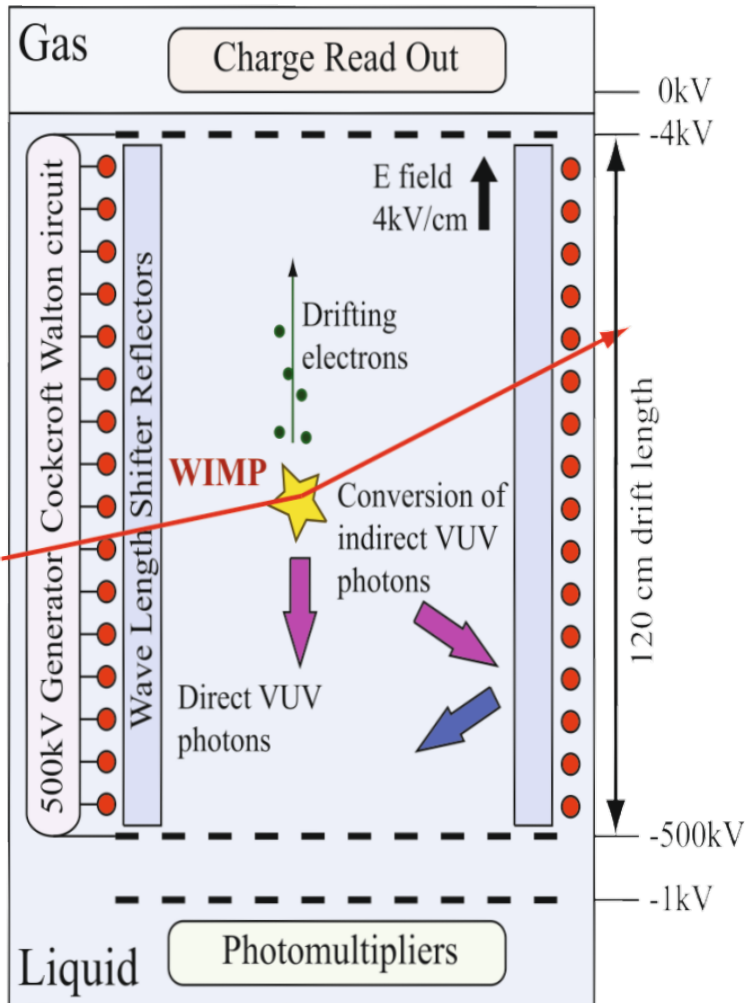 Gas
Charge Read Out
0kV
-4kV
E field
4kV/cm
500kV Generator Cockcroft Walton circuit
Wave Length Shifter Reflectors
Drifting
electrons
WIMP
Conversion of
indirect VUV
photons
120 cm drift length
Direct VUV
photons
-500kV
-1kV
Photomultipliers
Liquid